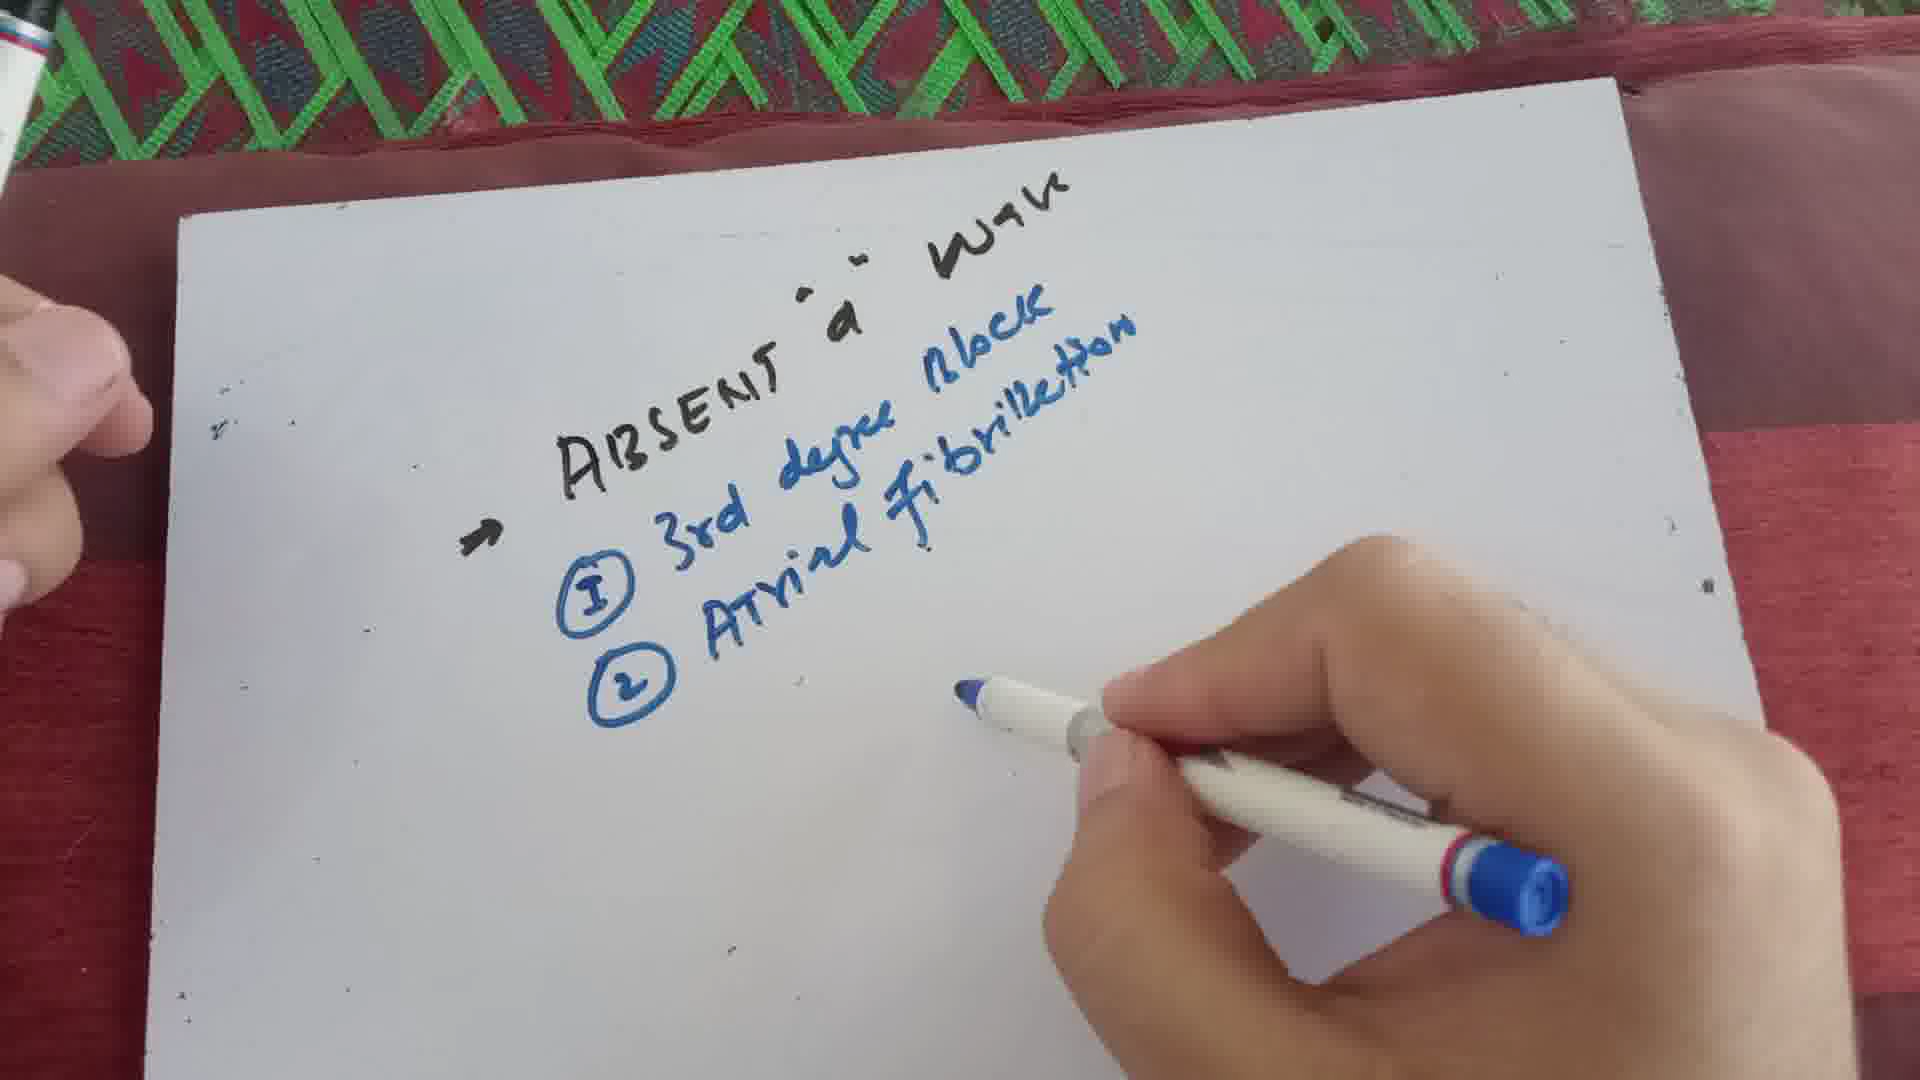 → ABSENT "a" wave
① 3rd degree Block
② Atrial fibrillation